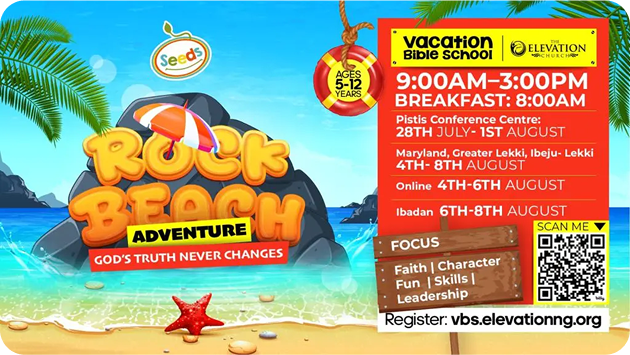 Seeds
ROCK
BEACH
ADVENTURE
GOD'S TRUTH NEVER CHANGES
AGES
5-12
YEARS
Vacation
Bible School
THE
ELEVATION
CHURCH
9:00AM–3:00PM
BREAKFAST: 8:00AM
Pistis Conference Centre:
28TH JULY- 1ST AUGUST
Maryland, Greater Lekki, Ibeju- Lekki
4TH- 8TH AUGUST
Online 4TH-6TH AUGUST
Ibadan 6TH-8TH AUGUST
SCAN ME
FOCUS
Faith | Character
Fun | Skills |
Leadership
Register: vbs.elevationng.org